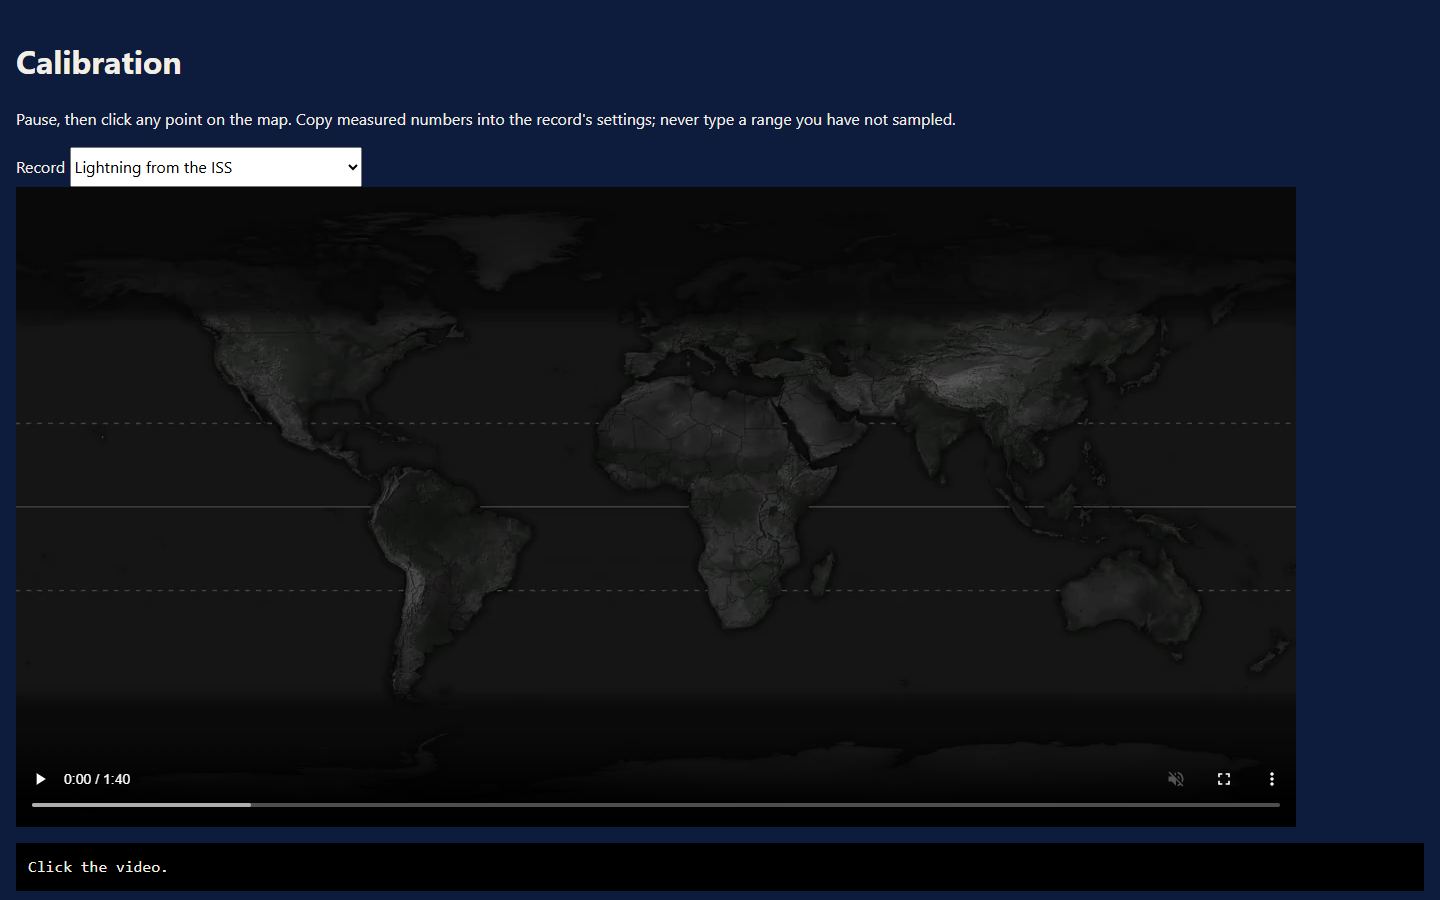 Calibration
Pause, then click any point on the map. Copy measured numbers into the record's settings; never type a range you have not sampled.
Record Lightning from the ISS
0:00 / 1:40
Click the video.